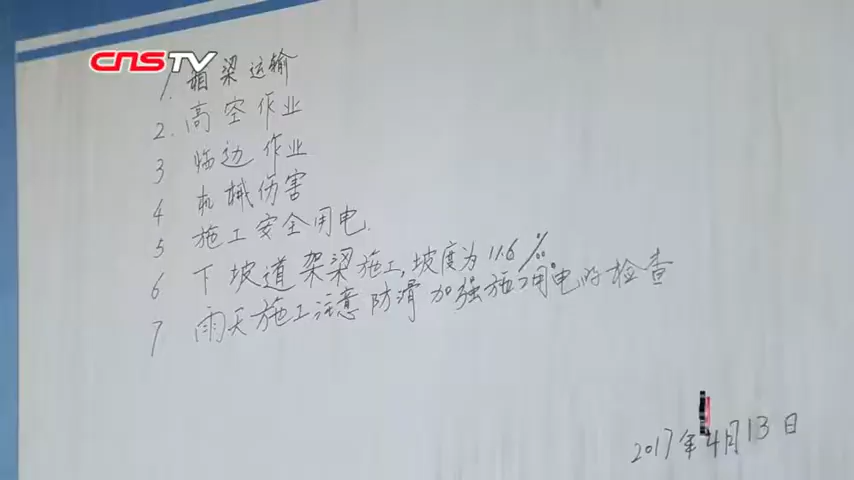 CNSTV
1. 箱梁运输
2. 高空作业
3 临边作业
4 机械伤害
5 施工安全用电.
6 下坡道架梁施工,坡度为11.6‰
7 雨天施工注意防滑加强施工用电的检查
2017年4月13日